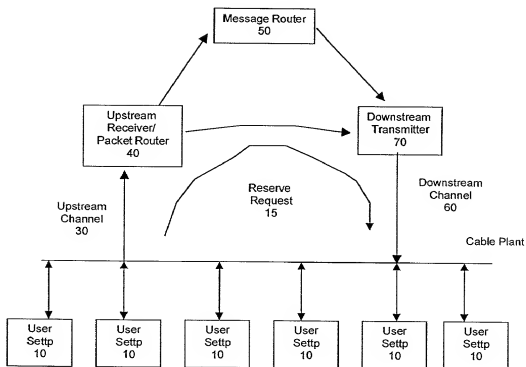 Message Router
50
Upstream
Receiver/
Packet Router
40
Downstream
Transmitter
70
Upstream
Channel
30
Reserve
Request
15
Downstream
Channel
60
Cable Plant
User
Settp
10
User
Settp
10
User
Settp
10
User
Settp
10
User
Settp
10
User
Settp
10